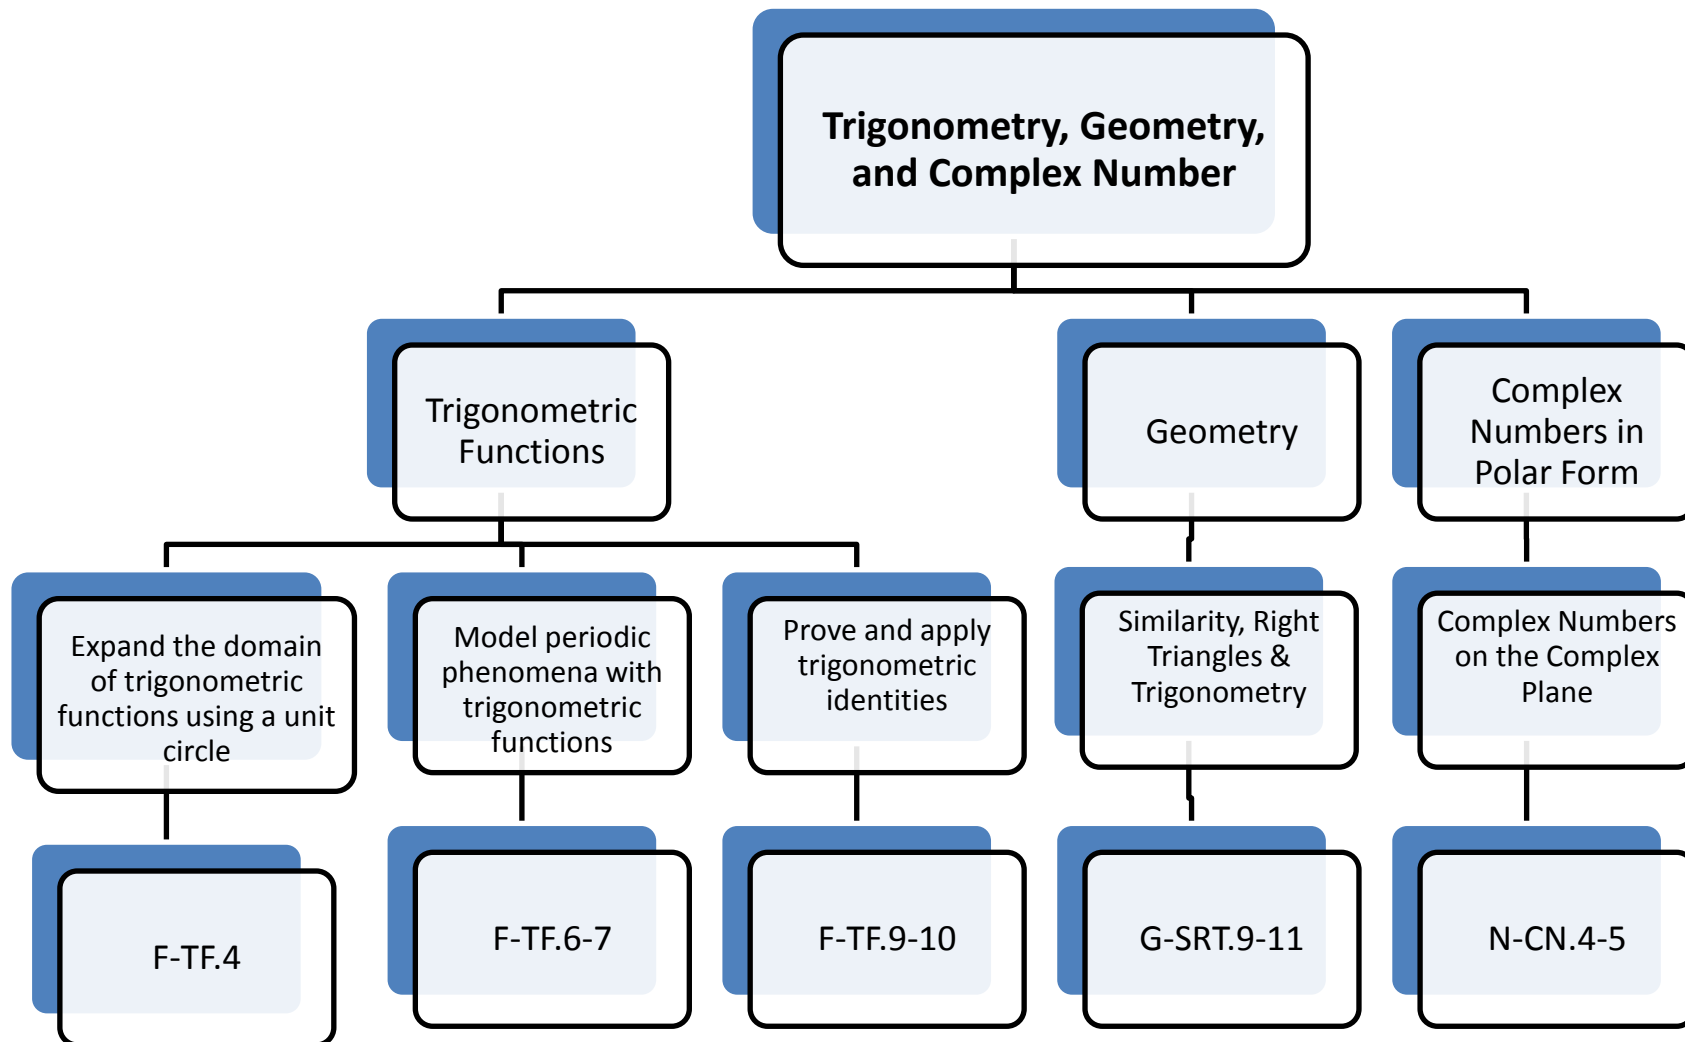 Trigonometry, Geometry,
and Complex Number
Trigonometric
Functions
Geometry
Complex
Numbers in
Polar Form
Expand the domain
of trigonometric
functions using a unit
circle
Model periodic
phenomena with
trigonometric
functions
Prove and apply
trigonometric
identities
Similarity, Right
Triangles &
Trigonometry
Complex Numbers
on the Complex
Plane
F-TF.4
F-TF.6-7
F-TF.9-10
G-SRT.9-11
N-CN.4-5